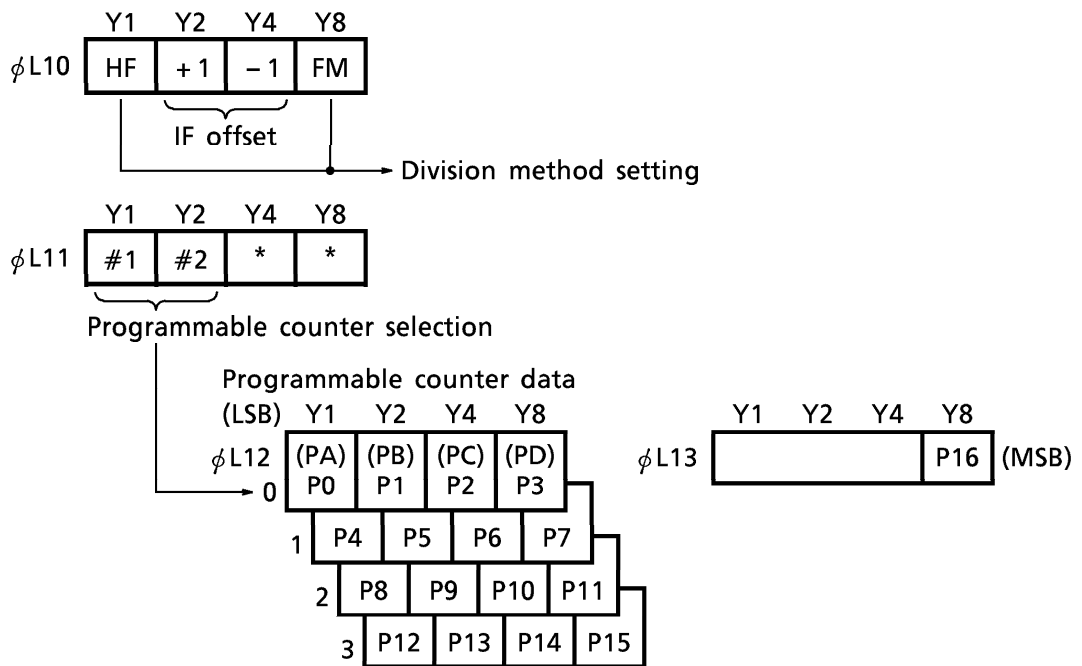 Y1 Y2 Y4 Y8
ϕL10 HF +1 −1 FM
IF offset
Division method setting
Y1 Y2 Y4 Y8
ϕL11 #1 #2 * *
Programmable counter selection
Programmable counter data
(LSB) Y1 Y2 Y4 Y8
ϕL12 (PA) (PB) (PC) (PD)
0 P0 P1 P2 P3
1 P4 P5 P6 P7
2 P8 P9 P10 P11
3 P12 P13 P14 P15
Y1 Y2 Y4 Y8
ϕL13 P16 (MSB)